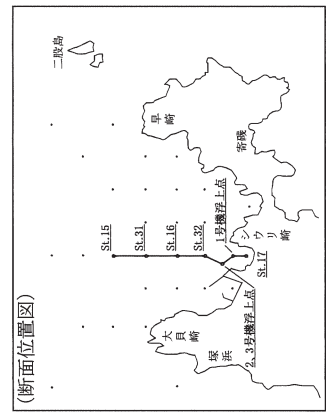 (断面位置図)
二股島
早崎
寄磯
St.15
St.31
St.16
St.32
1号機浮上点
シウリ崎
St.17
2、3号機浮上点
大貝崎
塚浜